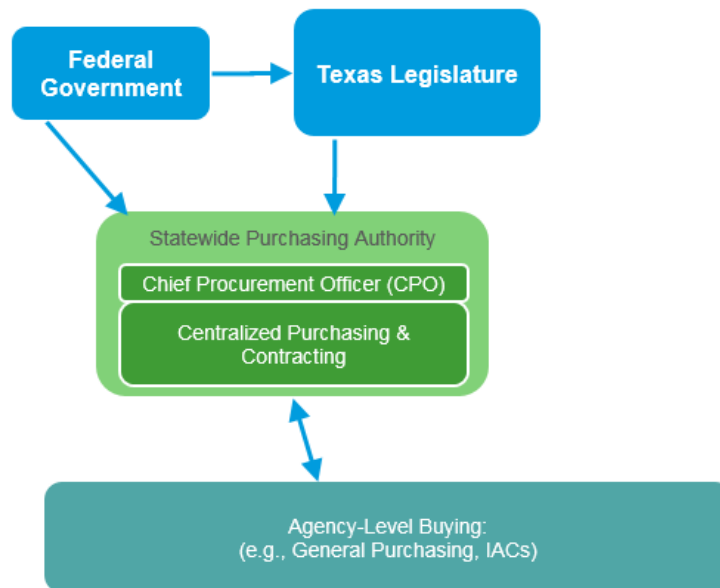 Federal
Government
Texas Legislature
Statewide Purchasing Authority
Chief Procurement Officer (CPO)
Centralized Purchasing &
Contracting
Agency-Level Buying:
(e.g., General Purchasing, IACs)